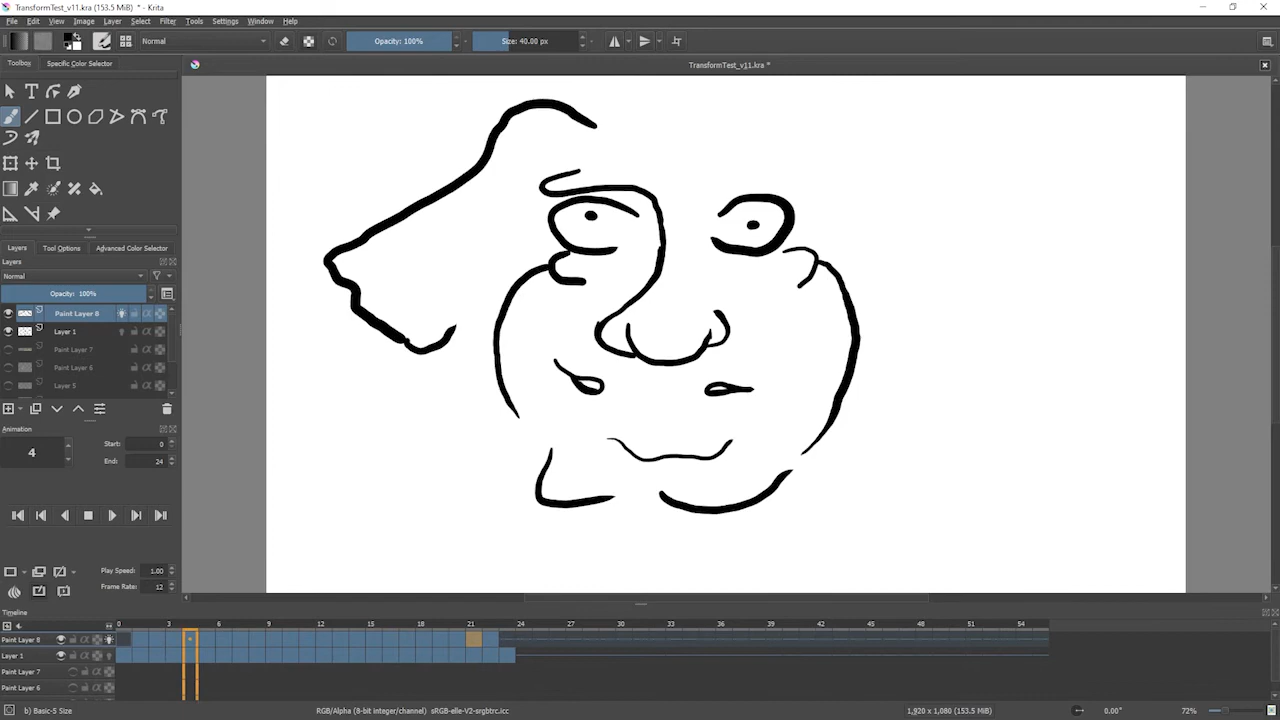 TransformTest_v11.kra (153.5 MiB) * - Krita
File Edit View Image Layer Select Filter Tools Settings Window Help
Normal Opacity: 100% Size: 40.00 px
Toolbox Specific Color Selector
TransformTest_v11.kra *
Layers Tool Options Advanced Color Selector
Layers
Normal
Opacity: 100%
Paint Layer 8
Layer 1
Paint Layer 7
Paint Layer 6
Layer 5
Animation
4 Start: 0
End: 24
Play Speed: 1.00
Frame Rate: 12
Timeline
0 3 6 9 12 15 18 21 24 27 30 33 36 39 42 45 48 51 54
Paint Layer 8
Layer 1
Paint Layer 7
Paint Layer 6
b) Basic-5 Size RGB/Alpha (8-bit integer/channel) sRGB-elle-V2-srgbtrc.icc 1,920 x 1,080 (153.5 MiB) 0.00° 72%